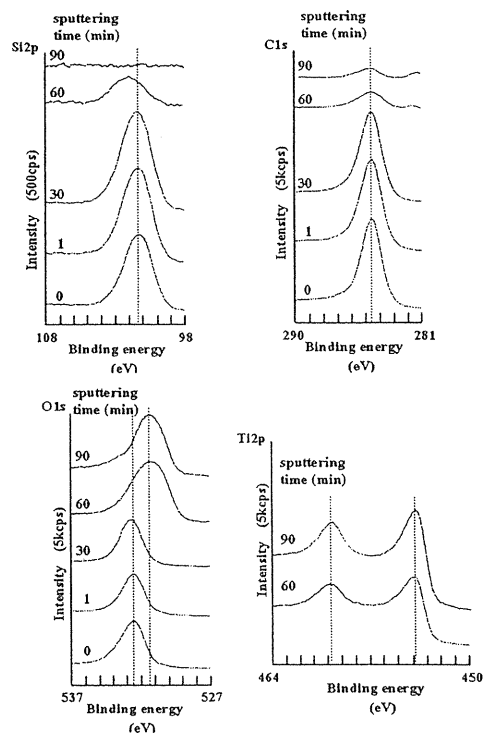 sputtering
time (min)
Si2p
90
60
30
1
0
Intensity (500cps)
108
98
Binding energy
(eV)
sputtering
time (min)
C1s
90
60
30
1
0
Intensity (5kcps)
290
281
Binding energy
(eV)
sputtering
time (min)
O1s
90
60
30
1
0
Intensity (5kcps)
537
527
Binding energy
(eV)
Ti2p
sputtering
time (min)
90
60
Intensity (5kcps)
464
450
Binding energy
(eV)